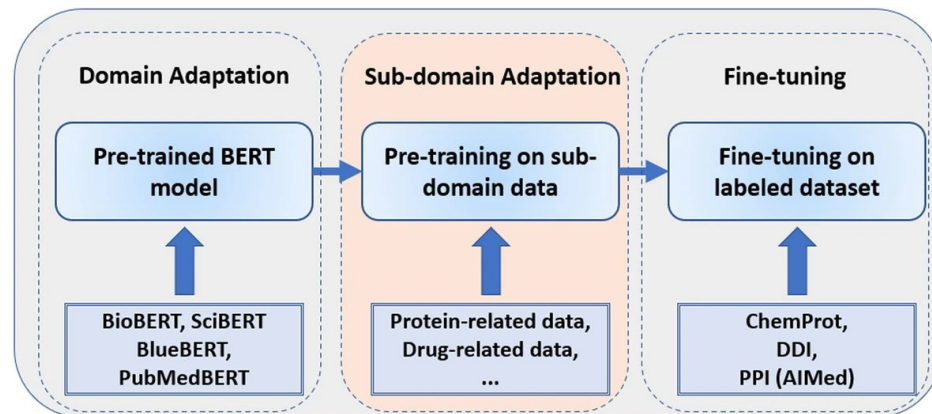 Domain Adaptation
Pre-trained BERT
model
BioBERT, SciBERT
BlueBERT,
PubMedBERT
Sub-domain Adaptation
Pre-training on sub-
domain data
Protein-related data,
Drug-related data,
...
Fine-tuning
Fine-tuning on
labeled dataset
ChemProt,
DDI,
PPI (AIMed)